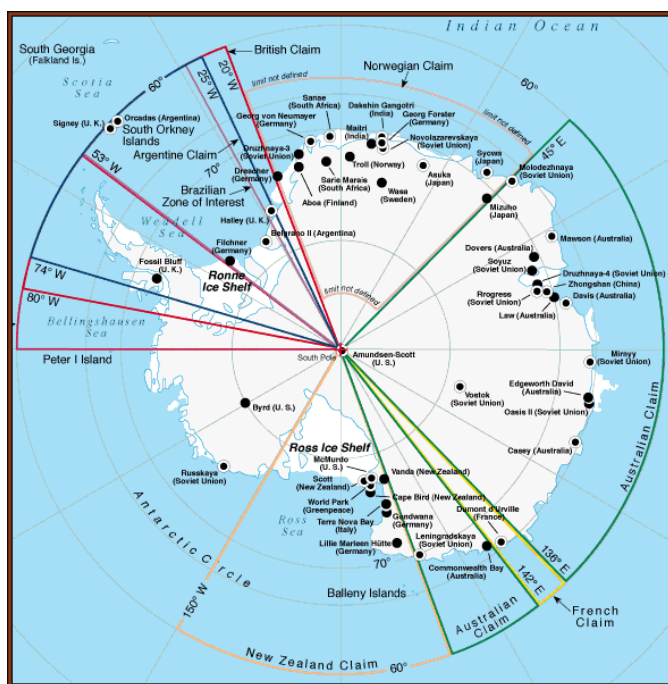 Indian Ocean
South Georgia
(Falkland Is.)
British Claim
Norwegian Claim
Scotia
Sea
60°
25° W
20° W
limit not defined
60°
Sanae
(South Africa)
Dakshin Gangotri
(India)
Georg von Neumayer
(Germany)
Maitri
(India)
Georg Forster
(Germany)
Orcadas (Argentina)
Signey (U. K.)
South Orkney
Islands
Novolazarevskaya
(Soviet Union)
limit not defined
Argentine Claim
Druzhnaya-3
(Soviet Union)
Troll (Norway)
Sycws
(Japan)
45° E
Molodezhnaya
(Soviet Union)
53° W
70°
Drescher
(Germany)
Sarie Marais
(South Africa)
Asuka
(Japan)
Brazilian
Zone of Interest
Aboa (Finland)
Wasa
(Sweden)
Mizuho
(Japan)
Weddell
Sea
Halley (U. K.)
Belgrano II (Argentina)
Mawson (Australia)
Filchner
(Germany)
Dovers (Australia)
Fossil Bluff
(U. K.)
Soyuz
(Soviet Union)
74° W
Ronne
Ice Shelf
Druzhnaya-4 (Soviet Union)
Zhongshan (China)
80° W
limit not defined
Rrogress
(Soviet Union)
Davis (Australia)
Law (Australia)
Bellingshausen
Sea
Peter I Island
South Pole
Amundsen-Scott
(U. S.)
Mirnyy
(Soviet Union)
Vostok
(Soviet Union)
Edgeworth David
(Australia)
Oasis II (Soviet Union)
Byrd (U. S.)
Australian Claim
Casey (Australia)
Ross Ice Shelf
Russkaya
(Soviet Union)
McMurdo
(U. S.)
Vanda (New Zealand)
Scott
(New Zealand)
Cape Bird (New Zealand)
World Park
(Greenpeace)
Dumont d'Urville
(France)
Antarctic Circle
Ross
Sea
Terra Nova Bay
(Italy)
Gondwana
(Germany)
Leningradskaya
(Soviet Union)
Lillie Marleen Hütte
(Germany)
136° E
70°
Commonwealth Bay
(Australia)
142° E
150° W
Balleny Islands
French
Claim
Australian
Claim
New Zealand Claim
60°